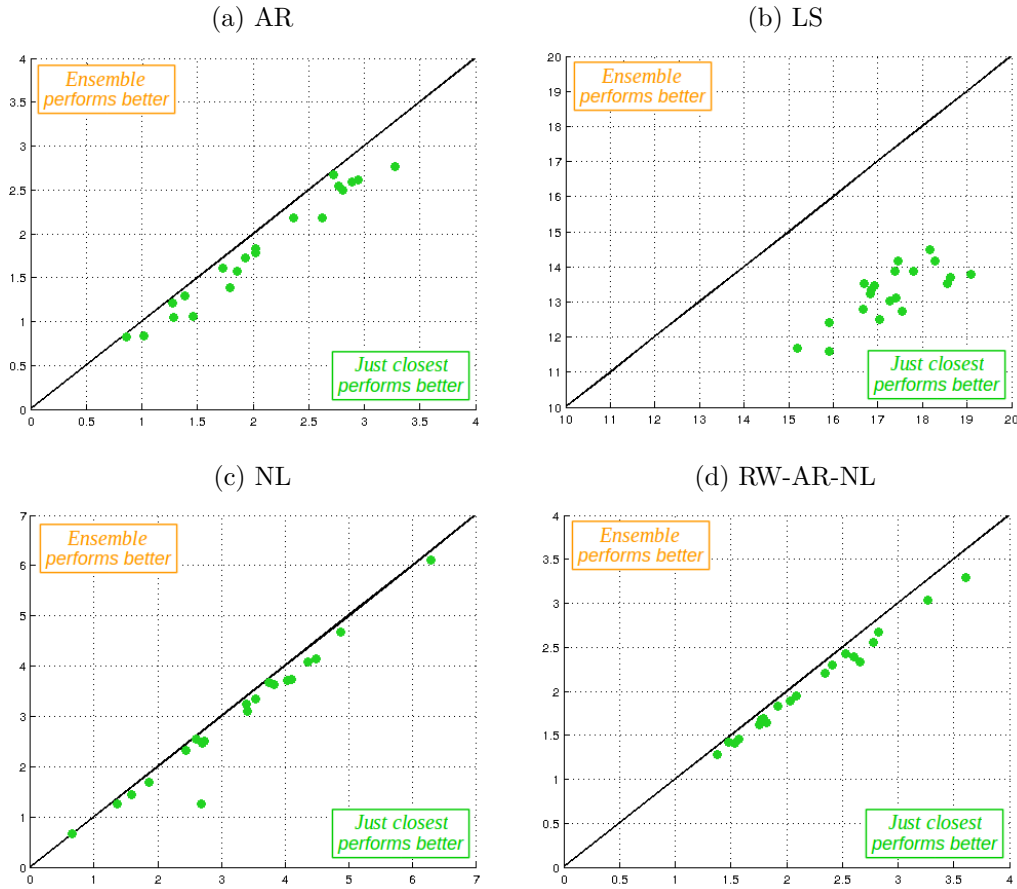 (a) AR
(b) LS
4
3.5
3
2.5
2
1.5
1
0.5
0
Ensemble
performs better
Just closest
performs better
0 0.5 1 1.5 2 2.5 3 3.5 4
20
19
18
17
16
15
14
13
12
11
10
Ensemble
performs better
Just closest
performs better
10 11 12 13 14 15 16 17 18 19 20
(c) NL
(d) RW-AR-NL
7
6
5
4
3
2
1
0
Ensemble
performs better
Just closest
performs better
0 1 2 3 4 5 6 7
4
3.5
3
2.5
2
1.5
1
0.5
0
Ensemble
performs better
Just closest
performs better
0 0.5 1 1.5 2 2.5 3 3.5 4